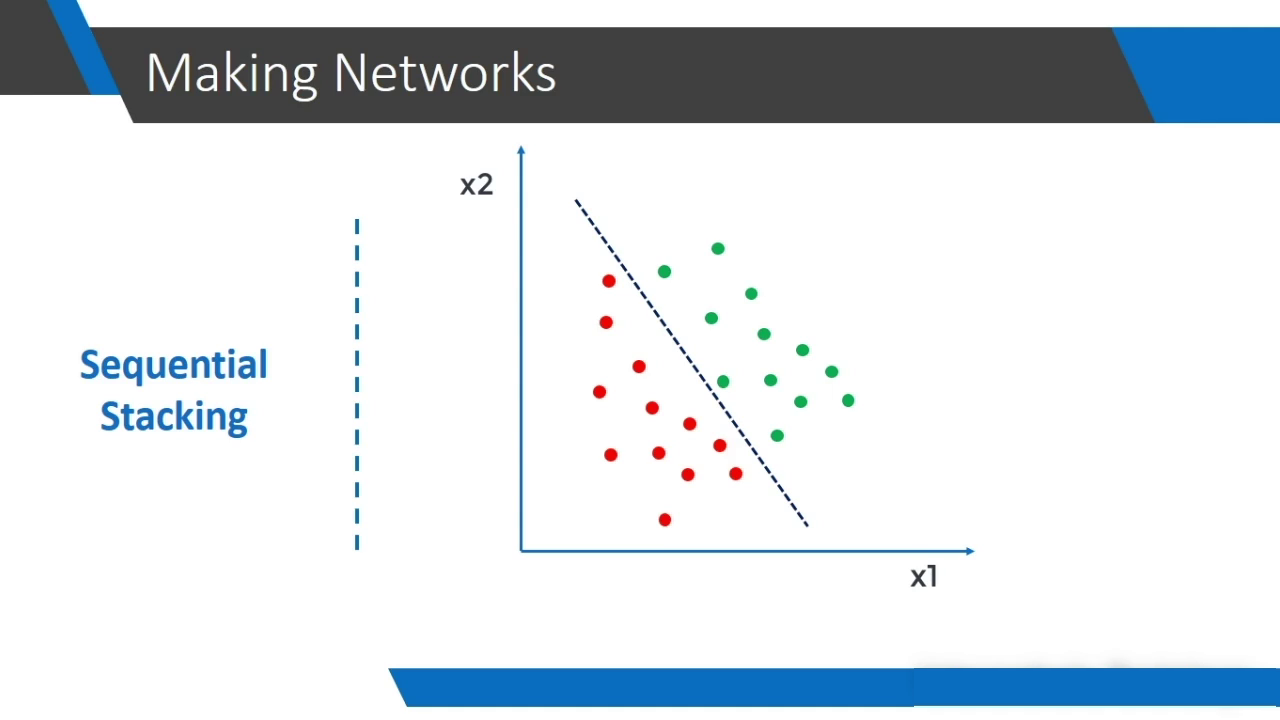 Making Networks
x2
Sequential
Stacking
x1